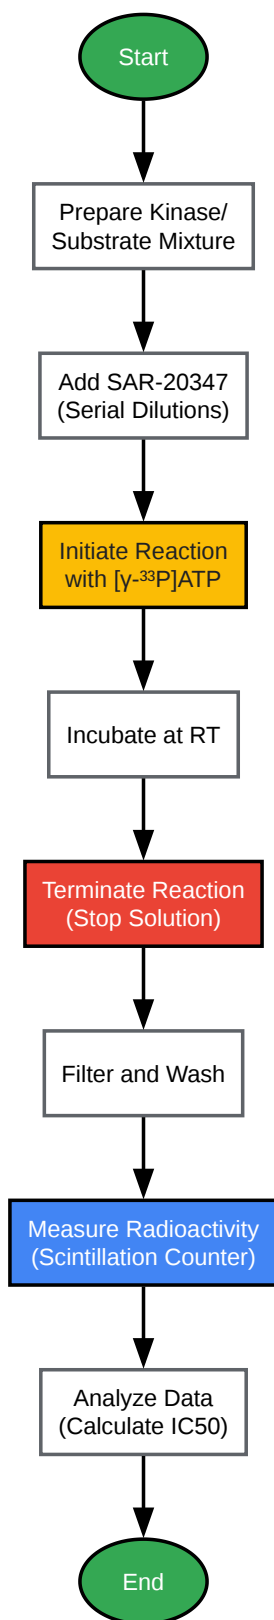 Start
Prepare Kinase/
Substrate Mixture
Add SAR-20347
(Serial Dilutions)
Initiate Reaction
with [γ-³³P]ATP
Incubate at RT
Terminate Reaction
(Stop Solution)
Filter and Wash
Measure Radioactivity
(Scintillation Counter)
Analyze Data
(Calculate IC50)
End